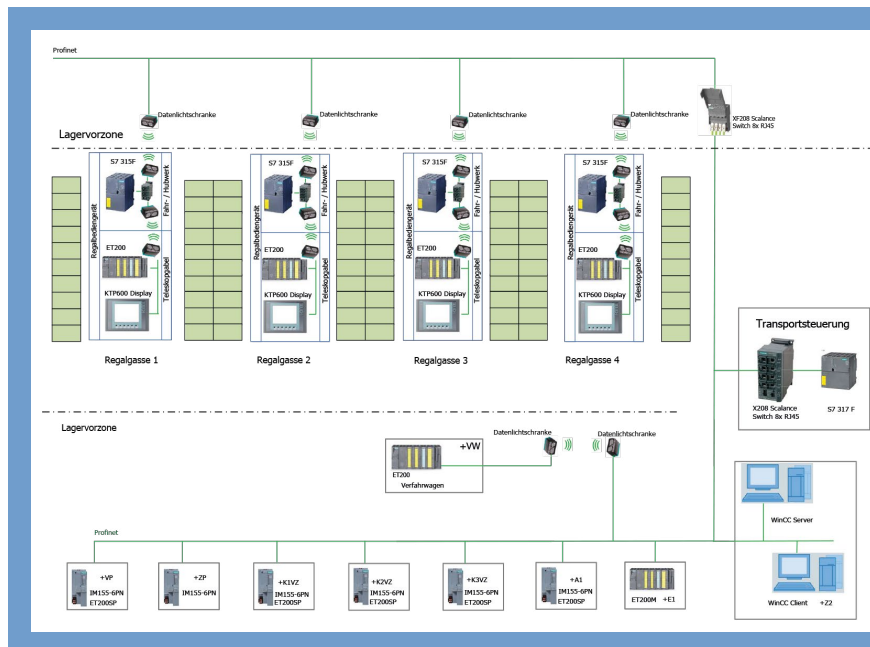 Profinet
Datenlichtschranke
Datenlichtschranke
Datenlichtschranke
Datenlichtschranke
XF208 Scalance
Switch 8x RJ45
Lagervorzone
S7 315F
Regalbediengerät
Fahr- / Hubwerk
ET200
Teleskopgabel
KTP600 Display
Regalgasse 1
S7 315F
Regalbediengerät
Fahr- / Hubwerk
ET200
Teleskopgabel
KTP600 Display
Regalgasse 2
S7 315F
Regalbediengerät
Fahr- / Hubwerk
ET200
Teleskopgabel
KTP600 Display
Regalgasse 3
S7 315F
Regalbediengerät
Fahr- / Hubwerk
ET200
Teleskopgabel
KTP600 Display
Regalgasse 4
Transportsteuerung
X208 Scalance
Switch 8x RJ45
S7 317 F
Lagervorzone
+VW
ET200
Verfahrwagen
Datenlichtschranke
Datenlichtschranke
WinCC Server
WinCC Client +Z2
Profinet
+VP
IM155-6PN
ET200SP
+ZP
IM155-6PN
+K1VZ
IM155-6PN
ET200SP
+K2VZ
IM155-6PN
ET200SP
+K3VZ
IM155-6PN
ET200SP
+A1
IM155-6PN
ET200SP
ET200M +E1